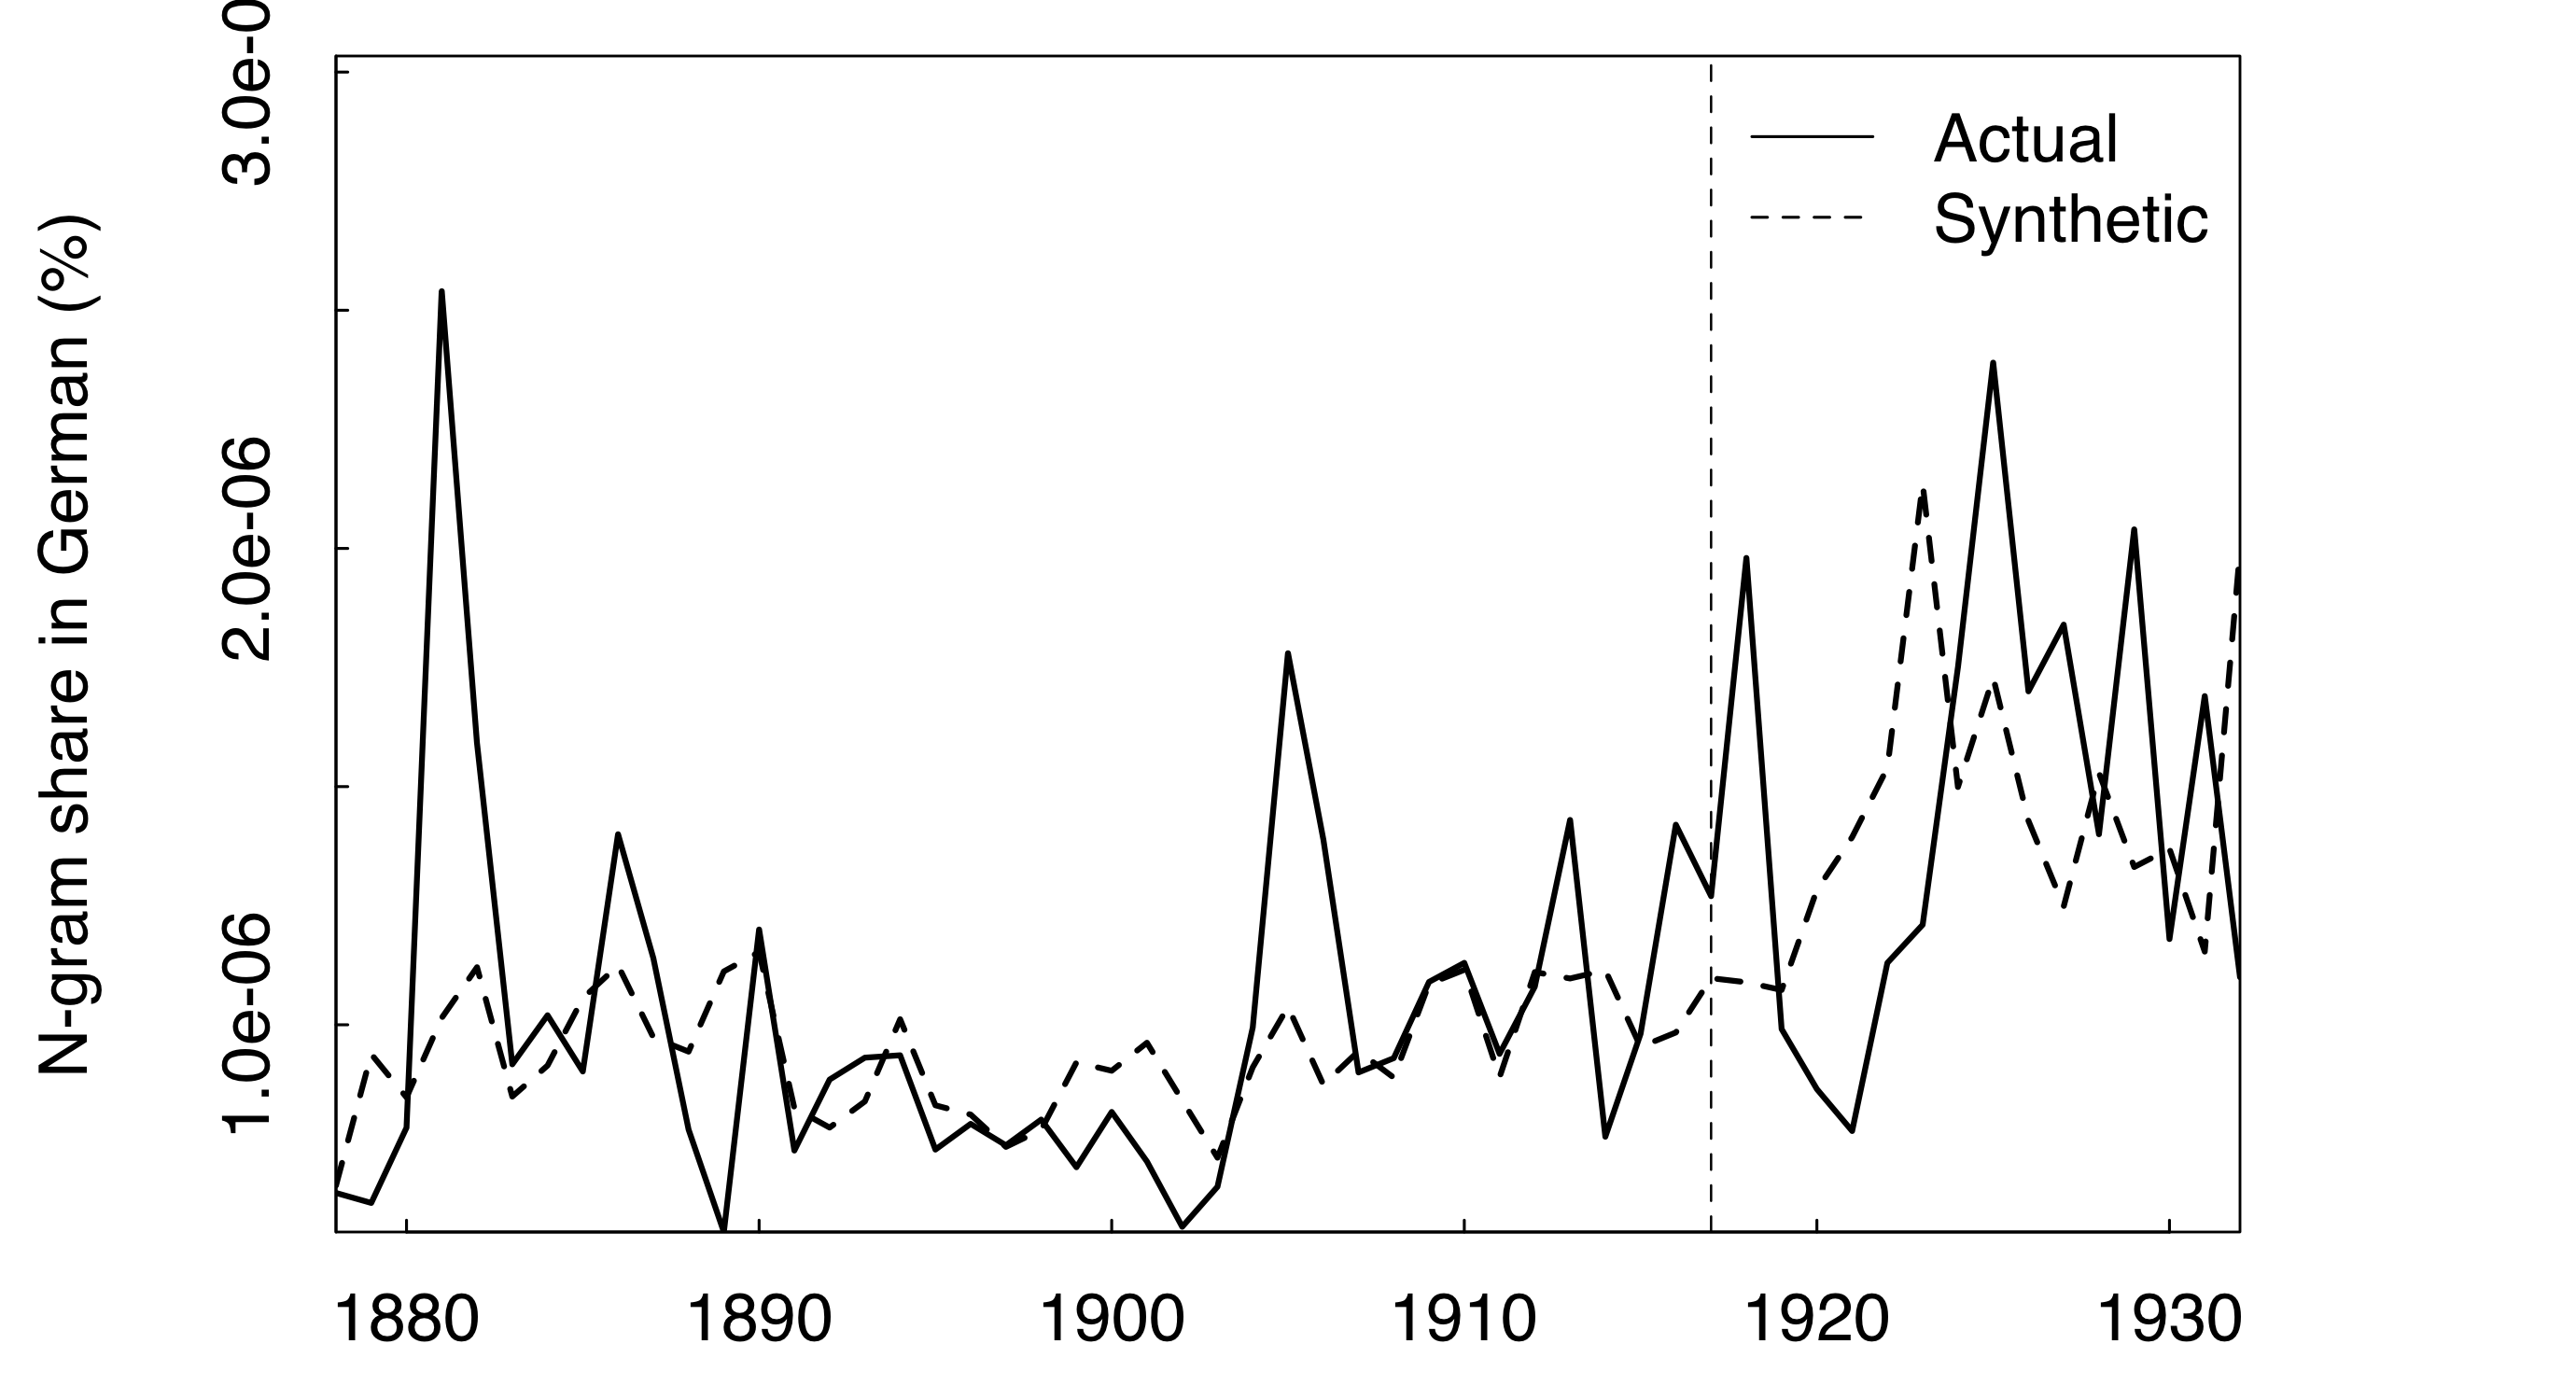 N-gram share in German (%)
3.0e-0
2.0e-06
1.0e-06
Actual
Synthetic
1880 1890 1900 1910 1920 1930